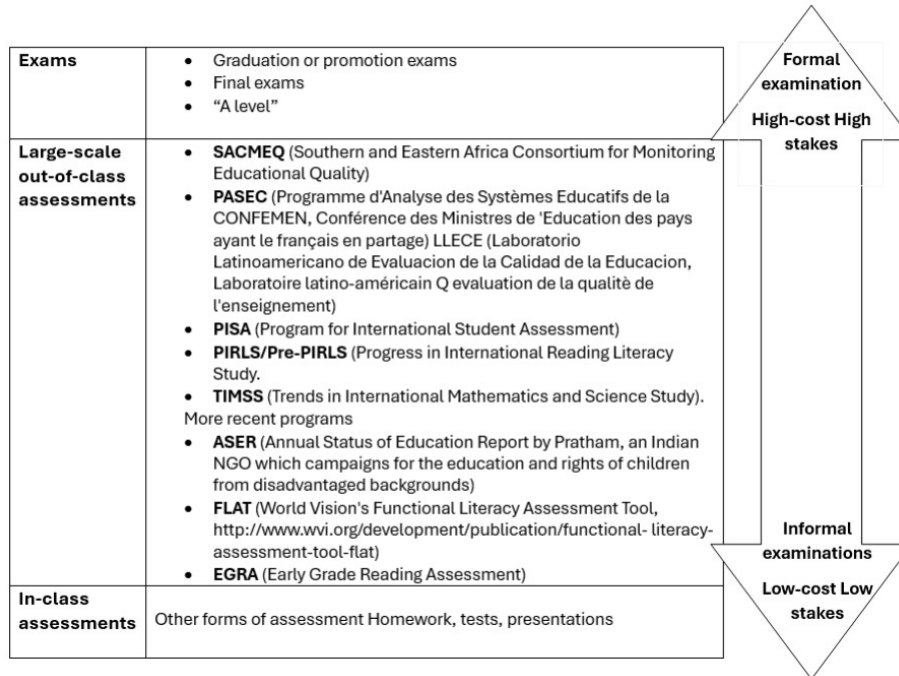 Exams
• Graduation or promotion exams
• Final exams
• “A level”
Large-scale
out-of-class
assessments
• SACMEQ (Southern and Eastern Africa Consortium for Monitoring
Educational Quality)
• PASEC (Programme d'Analyse des Systèmes Educatifs de la
CONFEMEN, Conférence des Ministres de 'Education des pays
ayant le français en partage) LLECE (Laboratorio
Latinoamericano de Evaluacion de la Calidad de la Educacion,
Laboratoire latino-américain Q evaluation de la qualitè de
l'enseignement)
• PISA (Program for International Student Assessment)
• PIRLS/Pre-PIRLS (Progress in International Reading Literacy
Study.
• TIMSS (Trends in International Mathematics and Science Study).
More recent programs
• ASER (Annual Status of Education Report by Pratham, an Indian
NGO which campaigns for the education and rights of children
from disadvantaged backgrounds)
• FLAT (World Vision's Functional Literacy Assessment Tool,
http://www.wvi.org/development/publication/functional- literacy-
assessment-tool-flat)
• EGRA (Early Grade Reading Assessment)
In-class
assessments
Other forms of assessment Homework, tests, presentations
Formal
examination
High-cost High
stakes
Informal
examinations
Low-cost Low
stakes